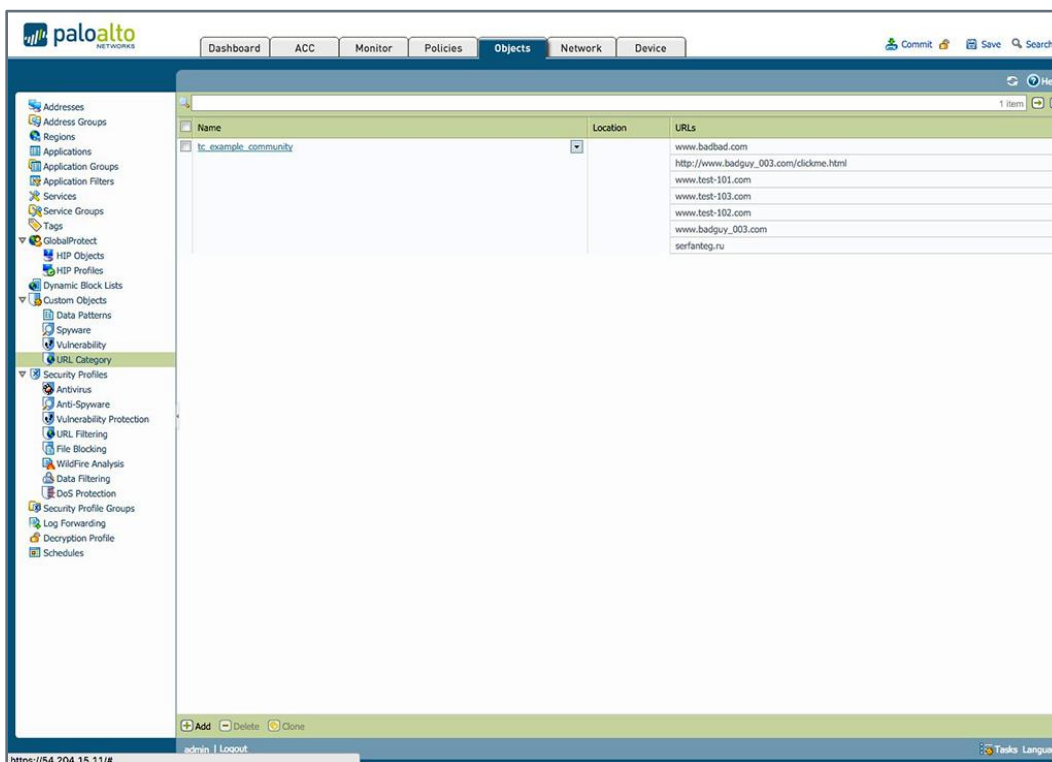 paloalto
NETWORKS
Dashboard ACC Monitor Policies Objects Network Device
Commit Save Search
He
1 item
Addresses
Address Groups
Regions
Applications
Application Groups
Application Filters
Services
Service Groups
Tags
GlobalProtect
HIP Objects
HIP Profiles
Dynamic Block Lists
Custom Objects
Data Patterns
Spyware
Vulnerability
URL Category
Security Profiles
Antivirus
Anti-Spyware
Vulnerability Protection
URL Filtering
File Blocking
WildFire Analysis
Data Filtering
DoS Protection
Security Profile Groups
Log Forwarding
Decryption Profile
Schedules
Name Location URLs
tc_example_community www.badbad.com
http://www.badguy_003.com/clickme.html
www.test-101.com
www.test-103.com
www.test-102.com
www.badguy_003.com
serfanteg.ru
Add Delete Clone
admin | Logout Tasks Langua
https://54.204.15.11/#